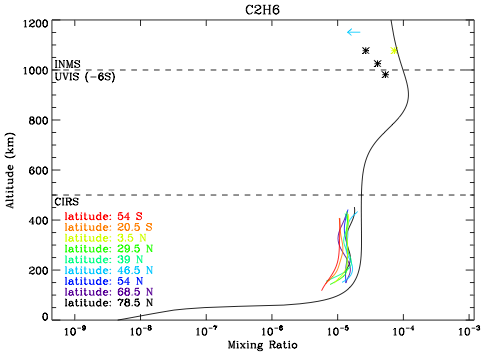 C2H6
1200
1000
800
600
400
200
0
Altitude (km)
INMS
UVIS (-6S)
CIRS
latitude: 54 S
latitude: 20.5 S
latitude: 3.5 N
latitude: 29.5 N
latitude: 39 N
latitude: 46.5 N
latitude: 54 N
latitude: 68.5 N
latitude: 78.5 N
10⁻⁹ 10⁻⁸ 10⁻⁷ 10⁻⁶ 10⁻⁵ 10⁻⁴ 10⁻³
Mixing Ratio